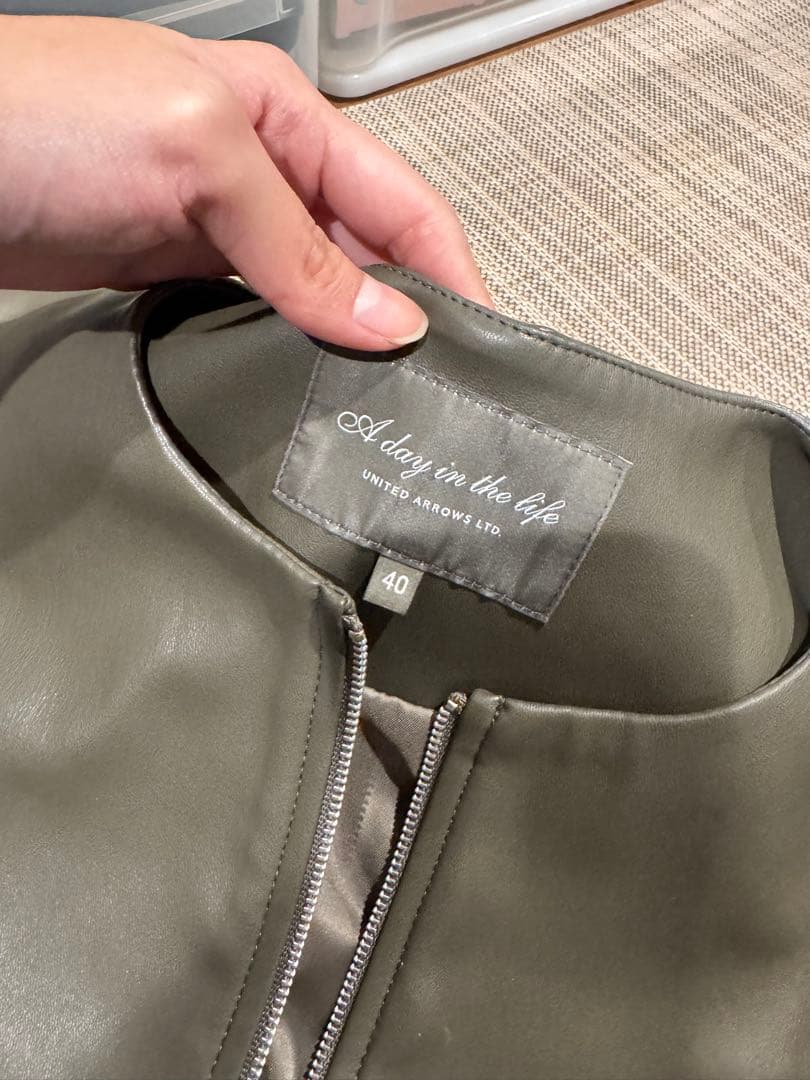 A day in the life
UNITED ARROWS LTD.
40